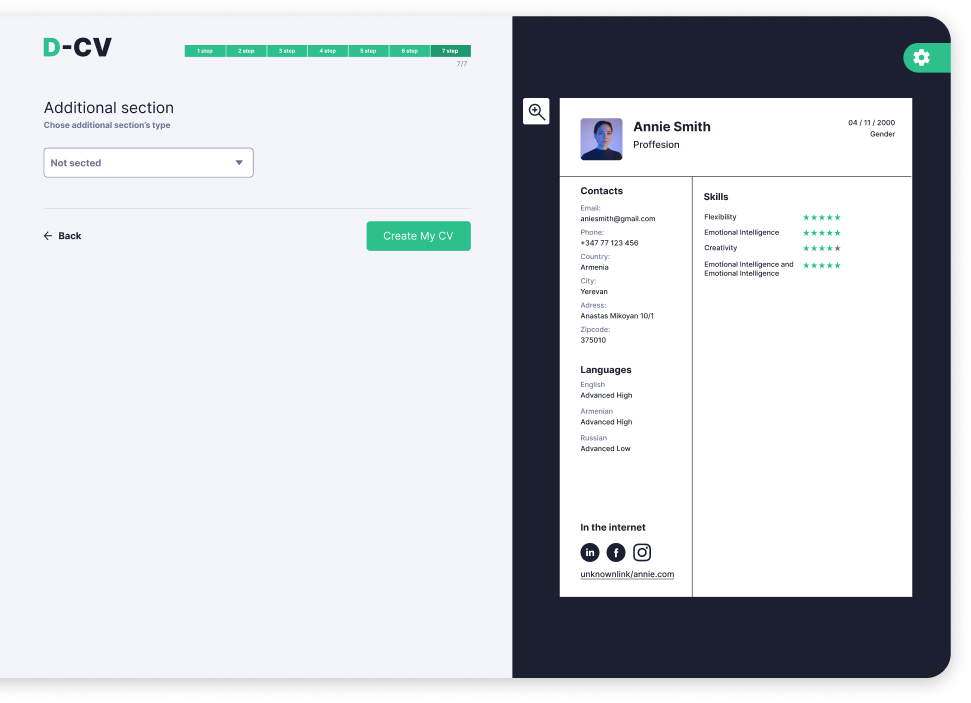 D-CV
1 step 2 step 3 step 4 step 5 step 6 step 7 step
7/7
Additional section
Chose additional section's type
Not sected
Back
Create My CV
Annie Smith
Proffesion
04 / 11 / 2000
Gender
Contacts
Email:
aniesmith@gmail.com
Phone:
+347 77 123 456
Country:
Armenia
City:
Yerevan
Adress:
Anastas Mikoyan 10/1
Zipcode:
375010
Languages
English
Advanced High
Armenian
Advanced High
Russian
Advanced Low
In the internet
in f
unknownlink/annie.com
Skills
Flexibility
Emotional Intelligence
Creativity
Emotional Intelligence and
Emotional Intelligence